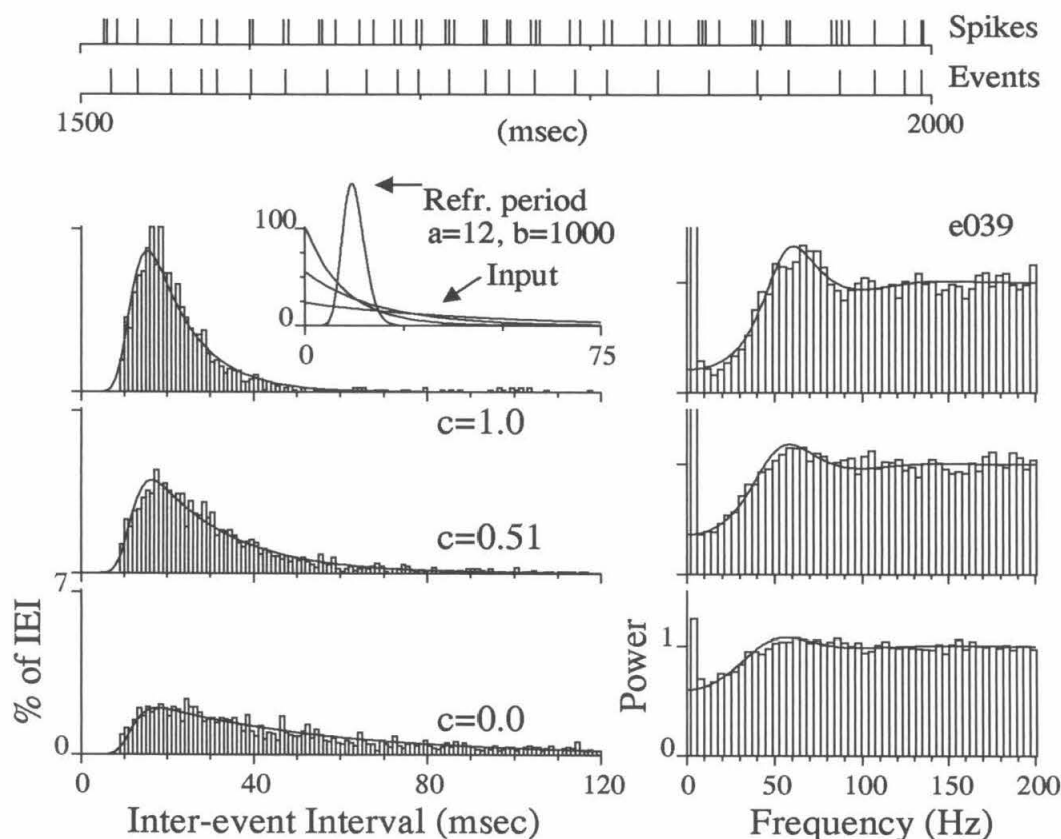 Spikes
Events
1500
2000
(msec)
Refr. period
a=12, b=1000
Input
100
0
0
75
e039
c=1.0
c=0.51
7
c=0.0
% of IEI
0
0
40
80
120
Inter-event Interval (msec)
Power
1
0
0
50
100
150
200
Frequency (Hz)